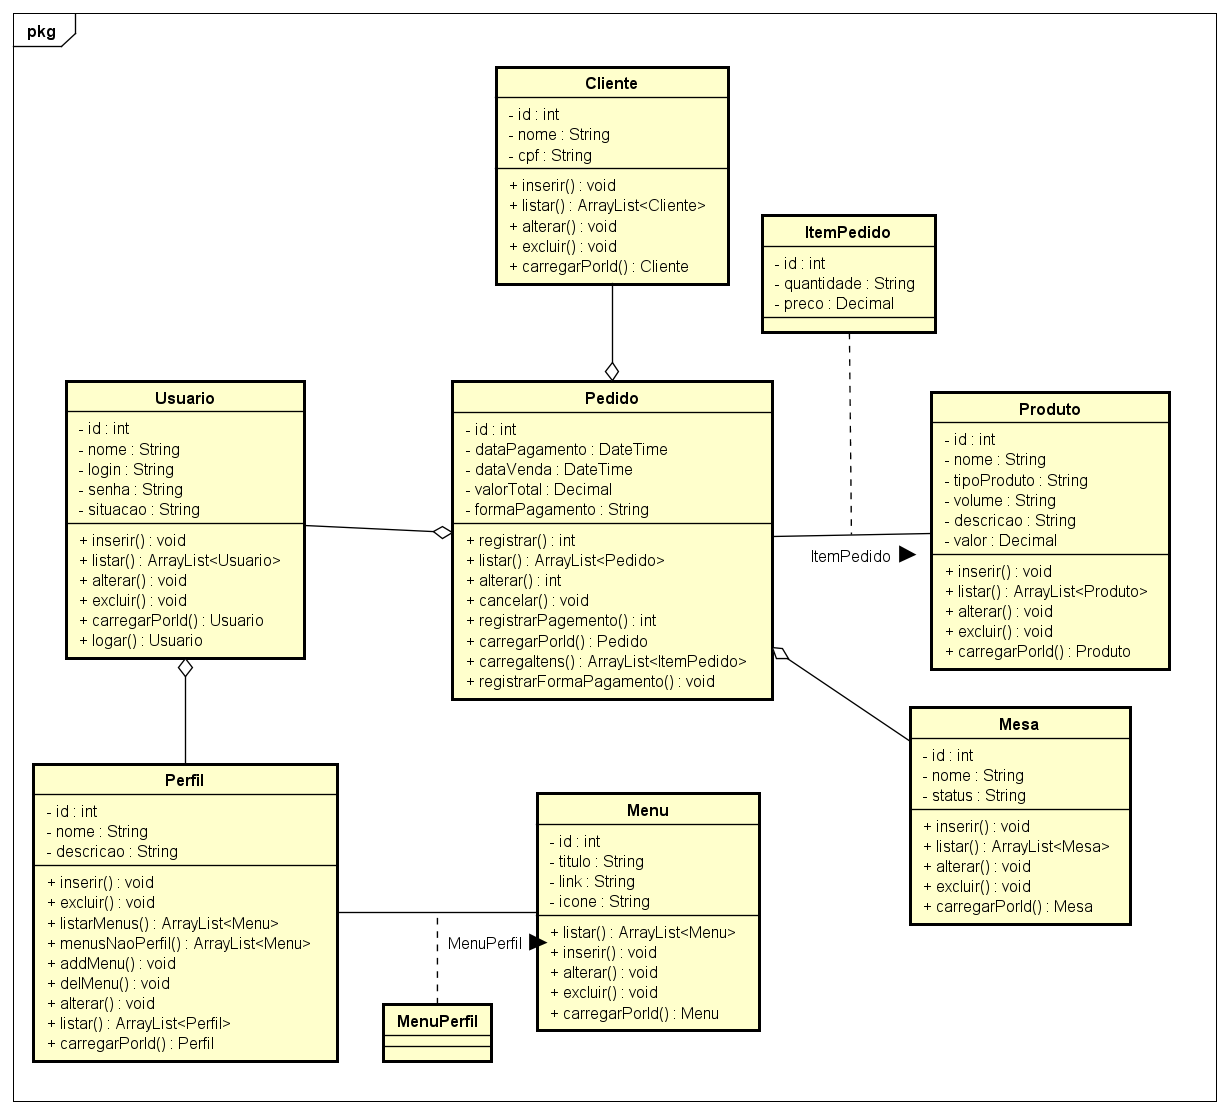 pkg
Cliente
- id : int
- nome : String
- cpf : String
+ inserir() : void
+ listar() : ArrayList<Cliente>
+ alterar() : void
+ excluir() : void
+ carregarPorId() : Cliente
ItemPedido
- id : int
- quantidade : String
- preco : Decimal
Usuario
- id : int
- nome : String
- login : String
- senha : String
- situacao : String
+ inserir() : void
+ listar() : ArrayList<Usuario>
+ alterar() : void
+ excluir() : void
+ carregarPorId() : Usuario
+ logar() : Usuario
Pedido
- id : int
- dataPagamento : DateTime
- dataVenda : DateTime
- valorTotal : Decimal
- formaPagamento : String
+ registrar() : int
+ listar() : ArrayList<Pedido>
+ alterar() : int
+ cancelar() : void
+ registrarPagemento() : int
+ carregarPorId() : Pedido
+ carregaItens() : ArrayList<ItemPedido>
+ registrarFormaPagamento() : void
ItemPedido
Produto
- id : int
- nome : String
- tipoProduto : String
- volume : String
- descricao : String
- valor : Decimal
+ inserir() : void
+ listar() : ArrayList<Produto>
+ alterar() : void
+ excluir() : void
+ carregarPorId() : Produto
Mesa
- id : int
- nome : String
- status : String
+ inserir() : void
+ listar() : ArrayList<Mesa>
+ alterar() : void
+ excluir() : void
+ carregarPorId() : Mesa
Perfil
- id : int
- nome : String
- descricao : String
+ inserir() : void
+ excluir() : void
+ listarMenus() : ArrayList<Menu>
+ menusNaoPerfil() : ArrayList<Menu>
+ addMenu() : void
+ delMenu() : void
+ alterar() : void
+ listar() : ArrayList<Perfil>
+ carregarPorId() : Perfil
MenuPerfil
MenuPerfil
Menu
- id : int
- titulo : String
- link : String
- icone : String
+ listar() : ArrayList<Menu>
+ inserir() : void
+ alterar() : void
+ excluir() : void
+ carregarPorId() : Menu